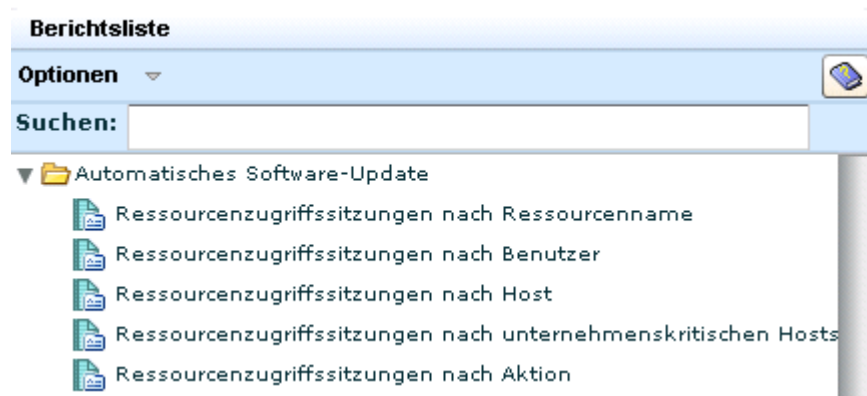 Berichtsliste
Optionen
Suchen:
Automatisches Software-Update
Ressourcenzugriffssitzungen nach Ressourcenname
Ressourcenzugriffssitzungen nach Benutzer
Ressourcenzugriffssitzungen nach Host
Ressourcenzugriffssitzungen nach unternehmenskritischen Hosts
Ressourcenzugriffssitzungen nach Aktion